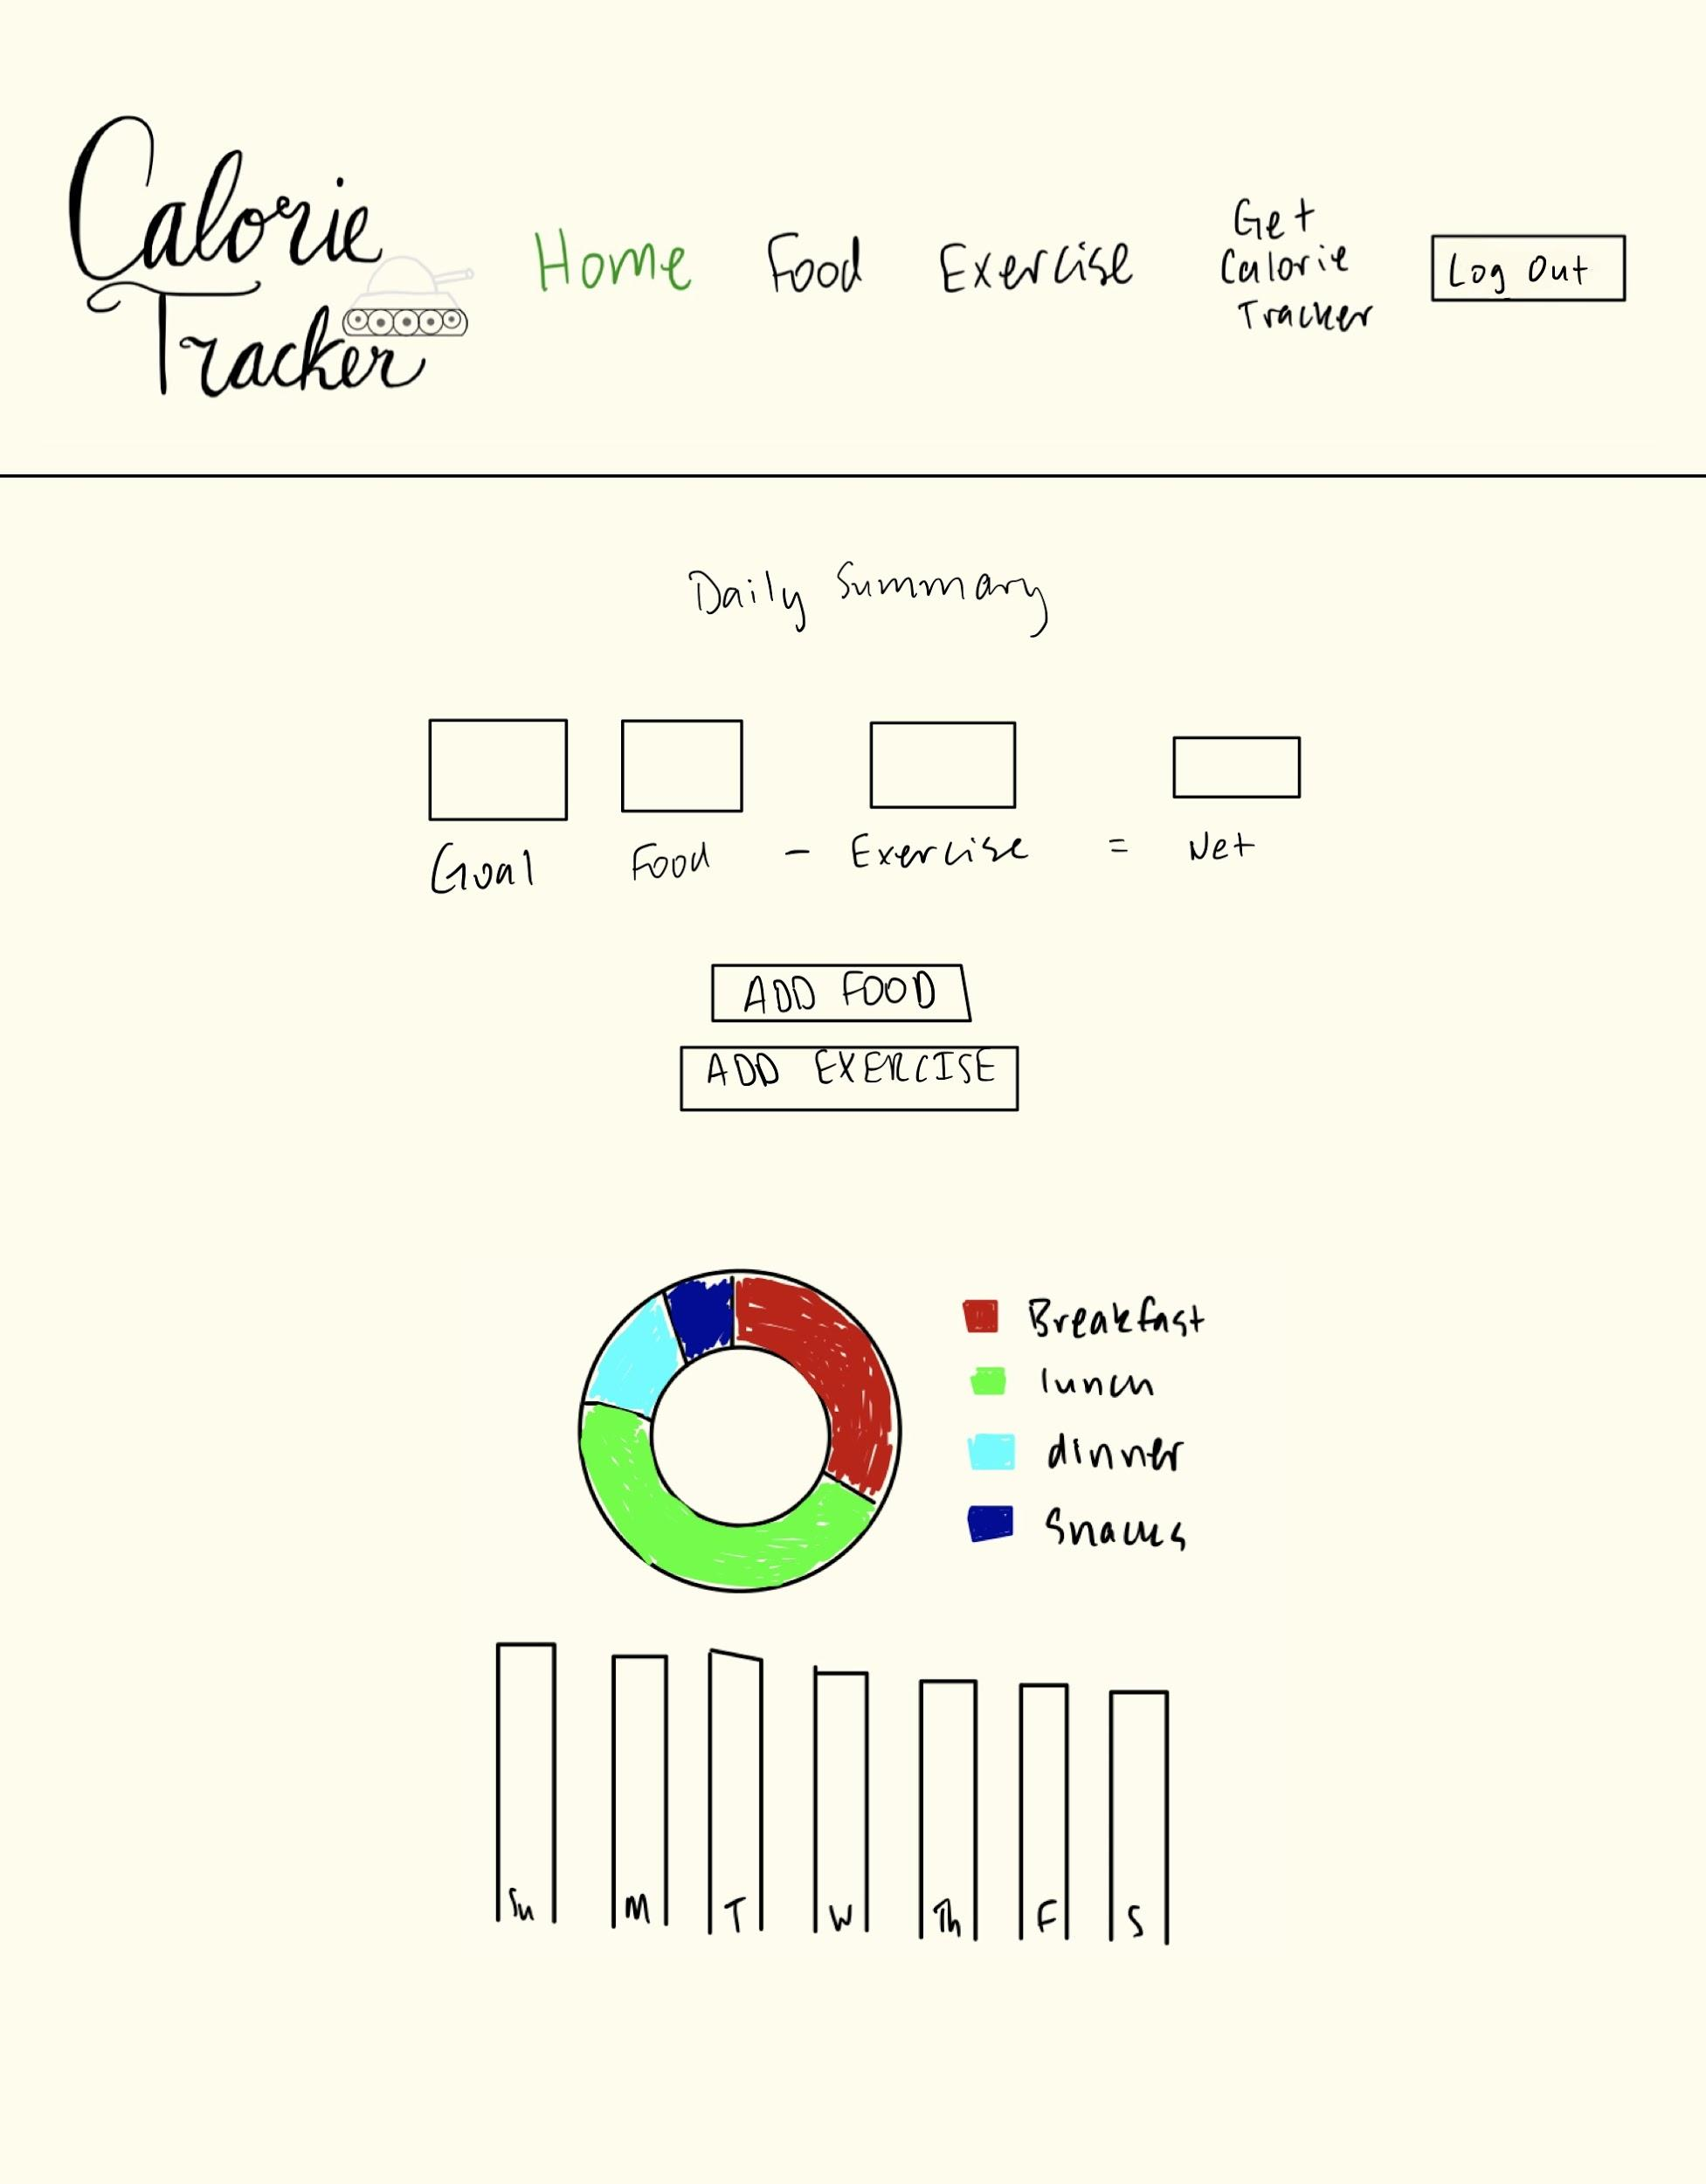 Calorie
Tracker
Home Food Exercise Get Calorie Tracker Log Out
Daily Summary
Goal Food - Exercise = Net
ADD FOOD
ADD EXERCISE
Breakfast
lunch
dinner
Snacks
Su M T W Th F S